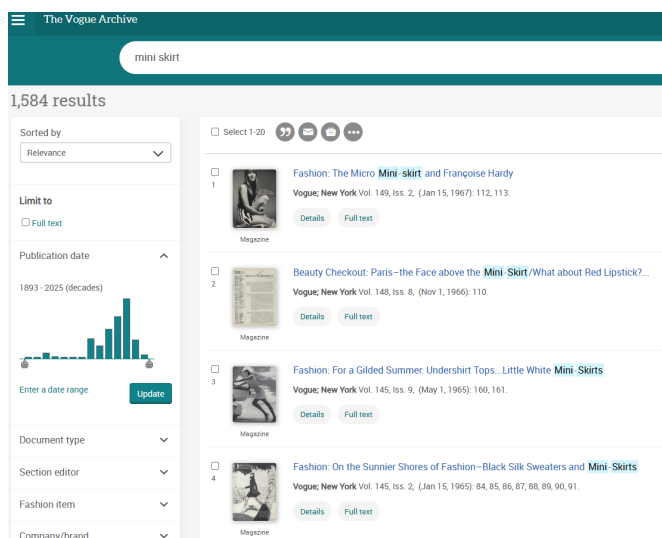 The Vogue Archive
mini skirt
1,584 results
Sorted by
Relevance
Limit to
Full text
Publication date
1893 - 2025 (decades)
Enter a date range
Update
Document type
Section editor
Fashion item
Company/brand
Select 1-20
1
Fashion: The Micro Mini-skirt and Françoise Hardy
Vogue; New York Vol. 149, Iss. 2, (Jan 15, 1967): 112, 113.
Details Full text
Magazine
2
Beauty Checkout: Paris–the Face above the Mini-Skirt/What about Red Lipstick?...
Vogue; New York Vol. 148, Iss. 8, (Nov 1, 1966): 110.
Details Full text
Magazine
3
Fashion: For a Gilded Summer: Undershirt Tops...Little White Mini-Skirts
Vogue; New York Vol. 145, Iss. 9, (May 1, 1965): 160, 161.
Details Full text
Magazine
4
Fashion: On the Sunnier Shores of Fashion–Black Silk Sweaters and Mini-Skirts
Vogue; New York Vol. 145, Iss. 2, (Jan 15, 1965): 84, 85, 86, 87, 88, 89, 90, 91.
Details Full text
Magazine